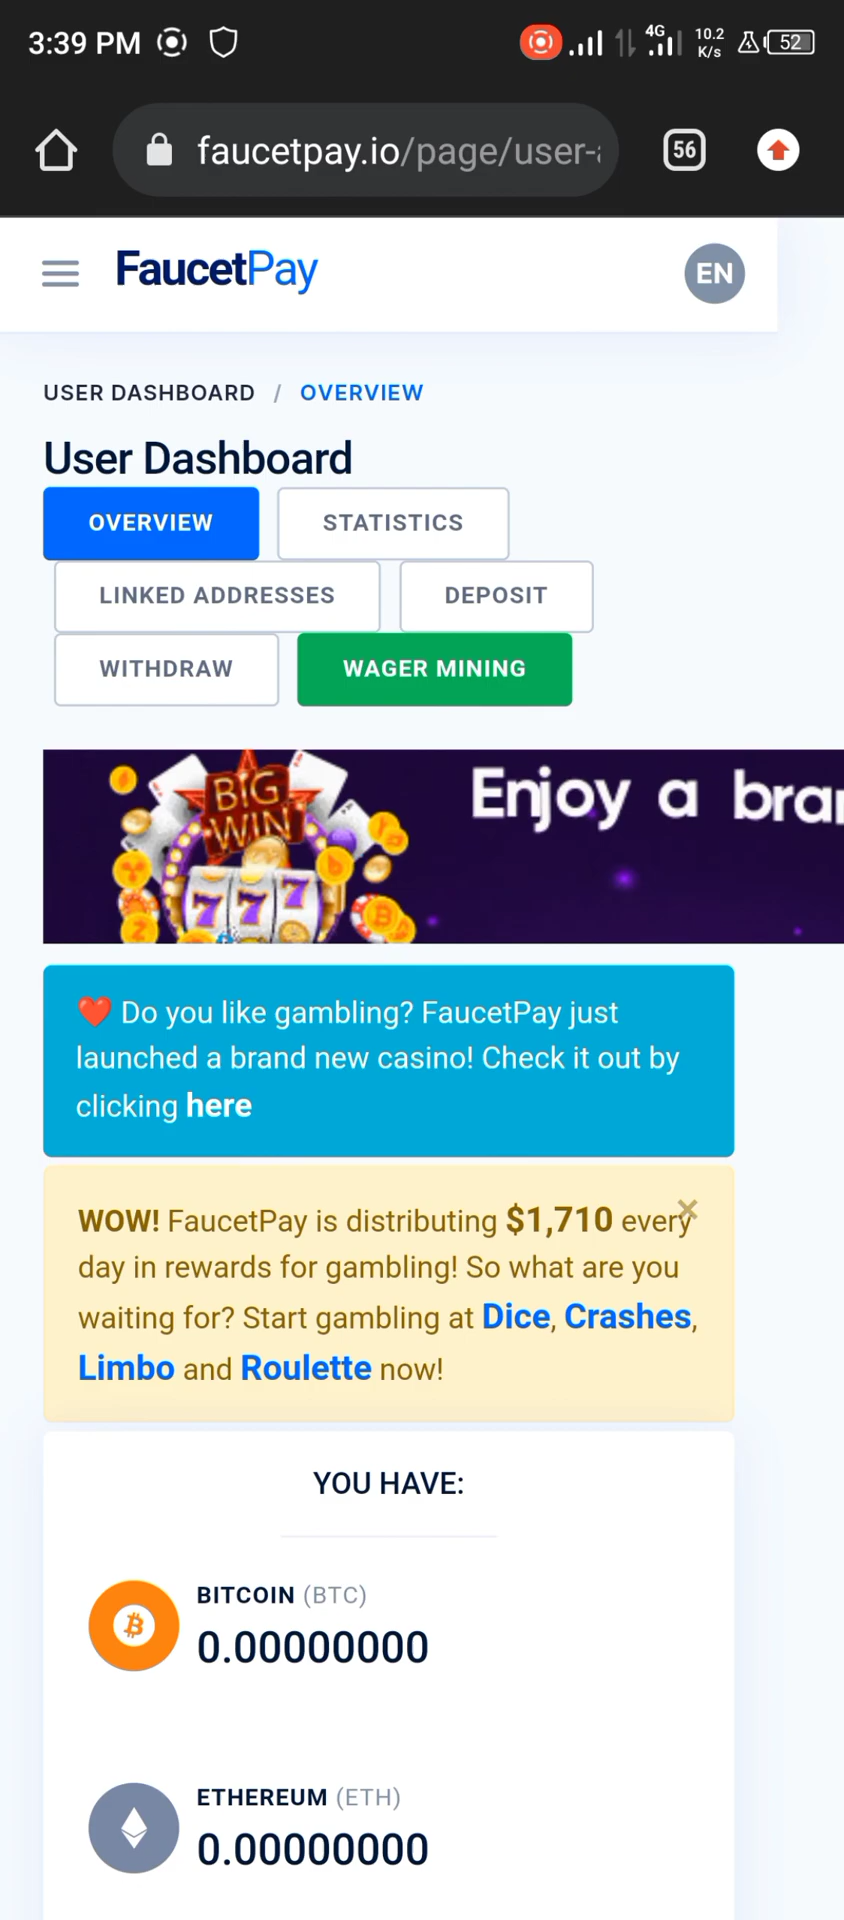 3:39 PM 4G 10.2 K/s 52
faucetpay.io/page/user-
56
FaucetPay
EN
USER DASHBOARD / OVERVIEW
User Dashboard
OVERVIEW STATISTICS
LINKED ADDRESSES DEPOSIT
WITHDRAW WAGER MINING
BIG
WIN
777
Enjoy a bran
❤️ Do you like gambling? FaucetPay just
launched a brand new casino! Check it out by
clicking here
WOW! FaucetPay is distributing $1,710 every ×
day in rewards for gambling! So what are you
waiting for? Start gambling at Dice, Crashes,
Limbo and Roulette now!
YOU HAVE:
BITCOIN (BTC)
0.00000000
ETHEREUM (ETH)
0.00000000